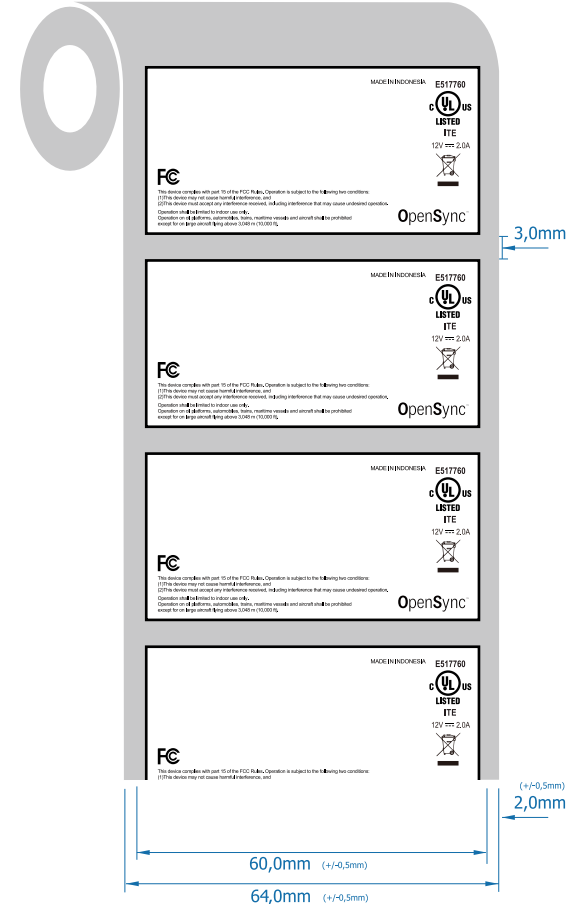 MADE IN INDONESIA
E517760
C UL US
LISTED
ITE
12V ⎓ 2.0A
FC
This device complies with part 15 of the FCC Rules. Operation is subject to the following two conditions:
(1)This device may not cause harmful interference, and
(2)This device must accept any interference received, including interference that may cause undesired operation.
Operation shall be limited to indoor use only.
Operation on oil platforms, automobiles, trains, maritime vessels and aircraft shall be prohibited
except for on large aircraft flying above 3,048 m (10,000 ft).
OpenSync™
3,0mm
MADE IN INDONESIA
E517760
C UL US
LISTED
ITE
12V ⎓ 2.0A
FC
This device complies with part 15 of the FCC Rules. Operation is subject to the following two conditions:
(1)This device may not cause harmful interference, and
(2)This device must accept any interference received, including interference that may cause undesired operation.
Operation shall be limited to indoor use only.
Operation on oil platforms, automobiles, trains, maritime vessels and aircraft shall be prohibited
except for on large aircraft flying above 3,048 m (10,000 ft).
OpenSync™
MADE IN INDONESIA
E517760
C UL US
LISTED
ITE
12V ⎓ 2.0A
FC
This device complies with part 15 of the FCC Rules. Operation is subject to the following two conditions:
(1)This device may not cause harmful interference, and
(2)This device must accept any interference received, including interference that may cause undesired operation.
Operation shall be limited to indoor use only.
Operation on oil platforms, automobiles, trains, maritime vessels and aircraft shall be prohibited
except for on large aircraft flying above 3,048 m (10,000 ft).
OpenSync™
MADE IN INDONESIA
E517760
C UL US
LISTED
ITE
12V ⎓ 2.0A
FC
This device complies with part 15 of the FCC Rules. Operation is subject to the following two conditions:
(1)This device may not cause harmful interference, and
(+/-0,5mm)
2,0mm
60,0mm (+/-0,5mm)
64,0mm (+/-0,5mm)